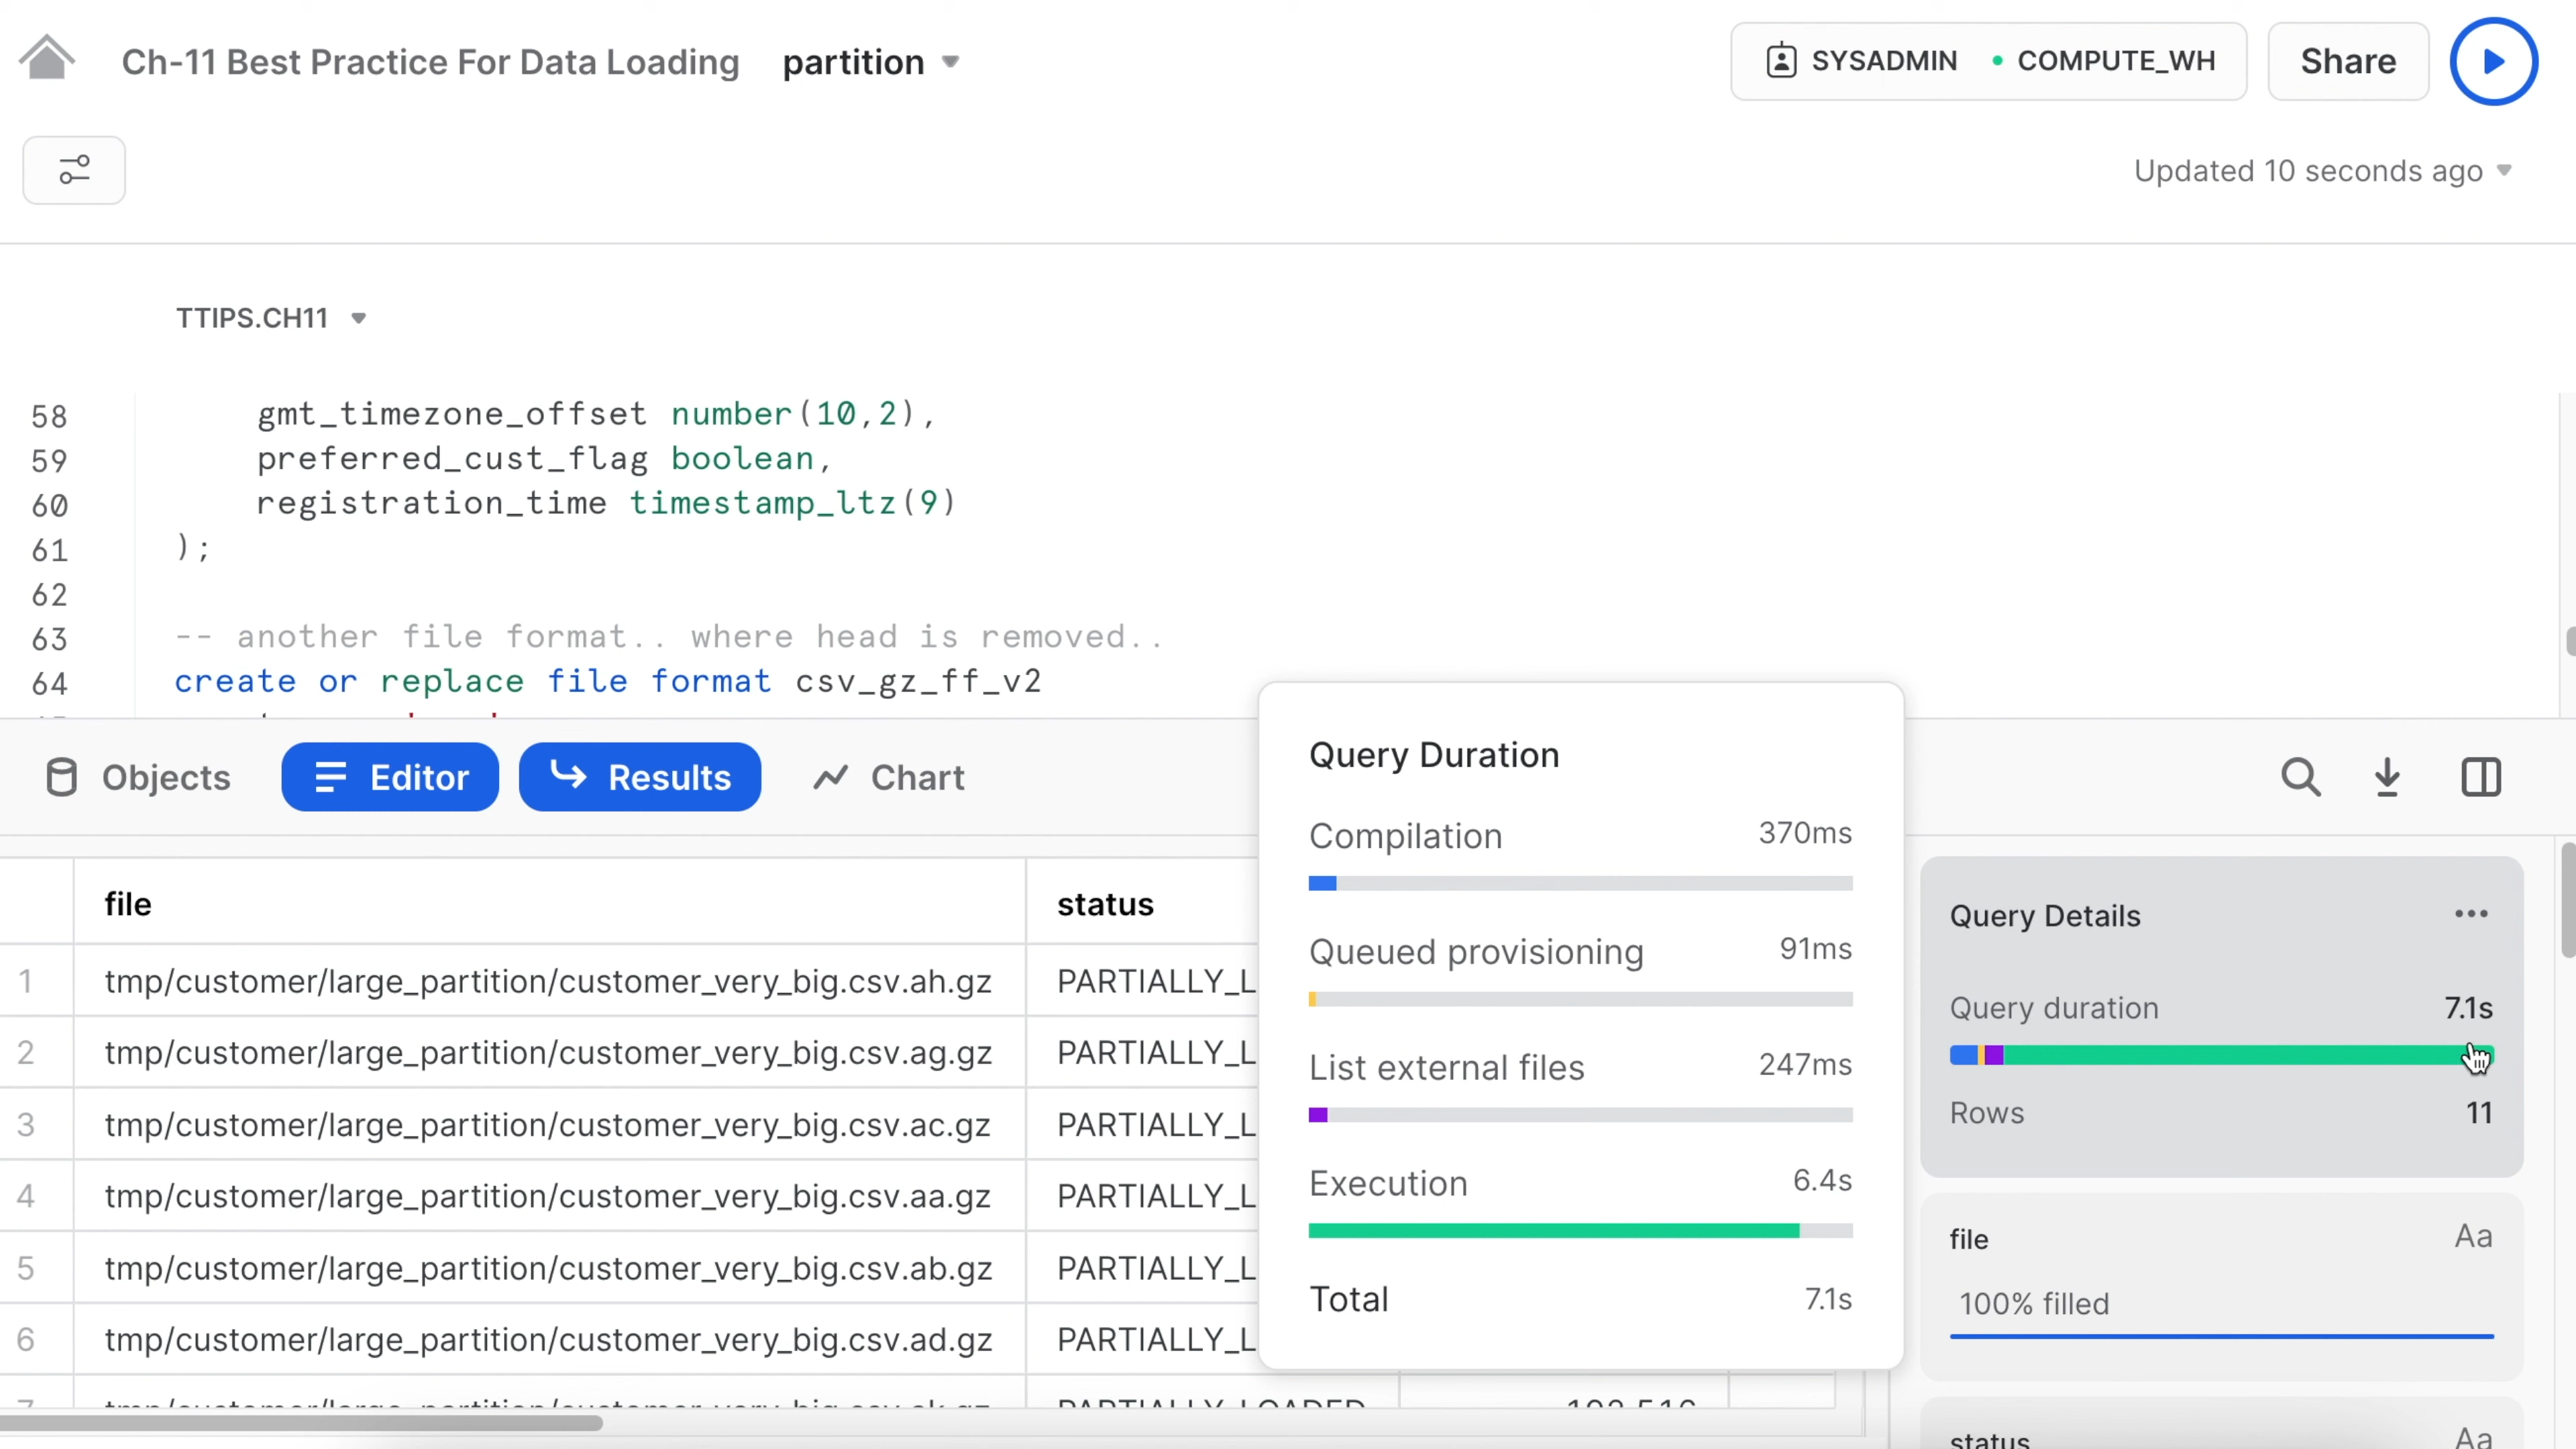 Ch-11 Best Practice For Data Loading partition
SYSADMIN COMPUTE_WH Share
Updated 10 seconds ago
TTIPS.CH11
58 gmt_timezone_offset number(10,2),
59 preferred_cust_flag boolean,
60 registration_time timestamp_ltz(9)
61 );
62
63 -- another file format.. where head is removed..
64 create or replace file format csv_gz_ff_v2
Objects Editor Results Chart
file status
1 tmp/customer/large_partition/customer_very_big.csv.ah.gz PARTIALLY_L
2 tmp/customer/large_partition/customer_very_big.csv.ag.gz PARTIALLY_L
3 tmp/customer/large_partition/customer_very_big.csv.ac.gz PARTIALLY_L
4 tmp/customer/large_partition/customer_very_big.csv.aa.gz PARTIALLY_L
5 tmp/customer/large_partition/customer_very_big.csv.ab.gz PARTIALLY_L
6 tmp/customer/large_partition/customer_very_big.csv.ad.gz PARTIALLY_L
PARTIALLY_LOADED
Query Duration
Compilation 370ms
Queued provisioning 91ms
List external files 247ms
Execution 6.4s
Total 7.1s
Query Details
Query duration 7.1s
Rows 11
file Aa
100% filled
status Aa